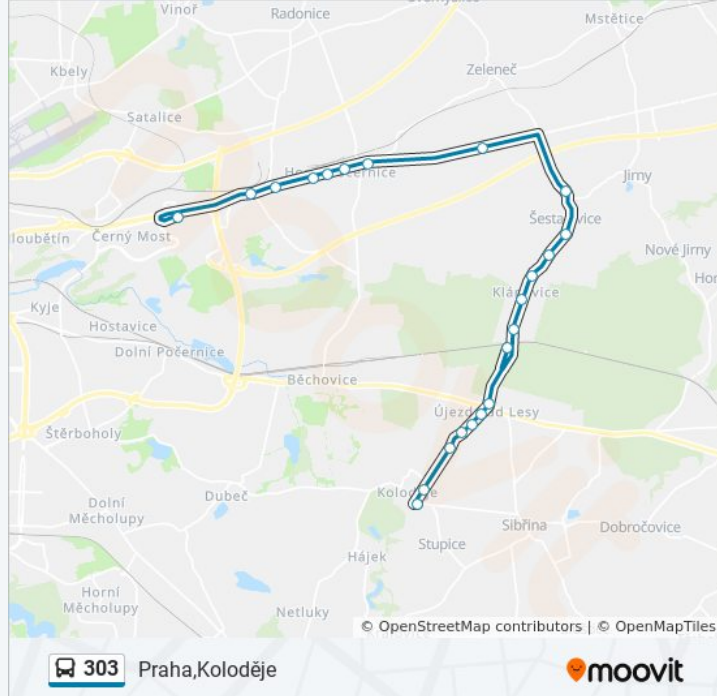 Vinoř
Radonice
Mstětice
Kbely
Zeleneč
Satalice
Jirny
Černý Most
Nové Jirny
Kyje
Hostavice
Klánovice
Dolní Počernice
Běchovice
Újezd nad Lesy
Štěrboholy
Dubeč
Koloděje
Dolní
Měcholupy
Sibřina
Dobročovice
Stupice
Hájek
Horní
Měcholupy
Netluky
© OpenStreetMap contributors | © OpenMapTiles
303 Praha,Koloděje
moovit